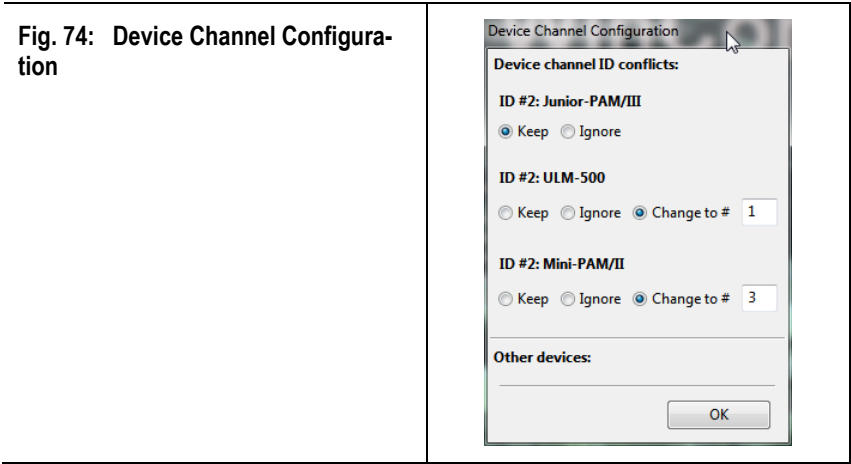 Fig. 74: Device Channel Configura-
tion
Device Channel Configuration
Device channel ID conflicts:
ID #2: Junior-PAM/III
Keep Ignore
ID #2: ULM-500
Keep Ignore Change to # 1
ID #2: Mini-PAM/II
Keep Ignore Change to # 3
Other devices:
OK